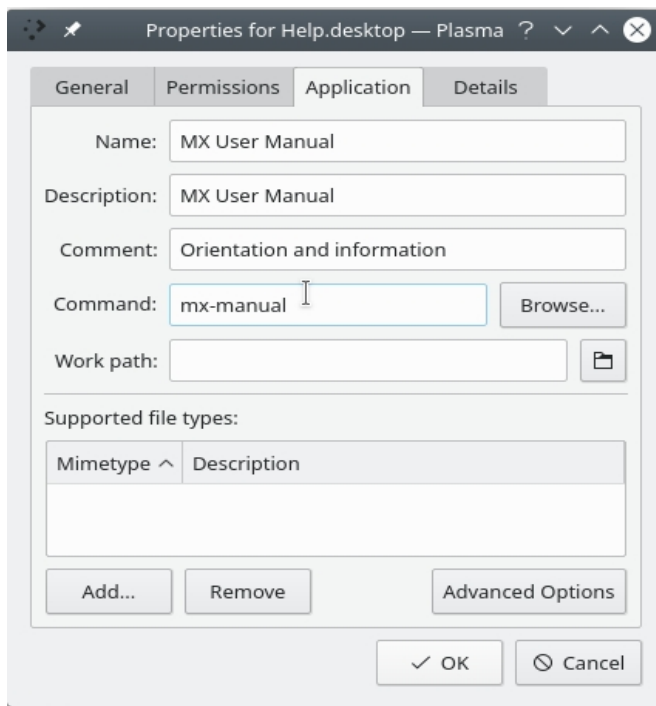 Properties for Help.desktop — Plasma ?
General Permissions Application Details
Name: MX User Manual
Description: MX User Manual
Comment: Orientation and information
Command: mx-manual Browse...
Work path:
Supported file types:
Mimetype Description
Add... Remove Advanced Options
OK Cancel